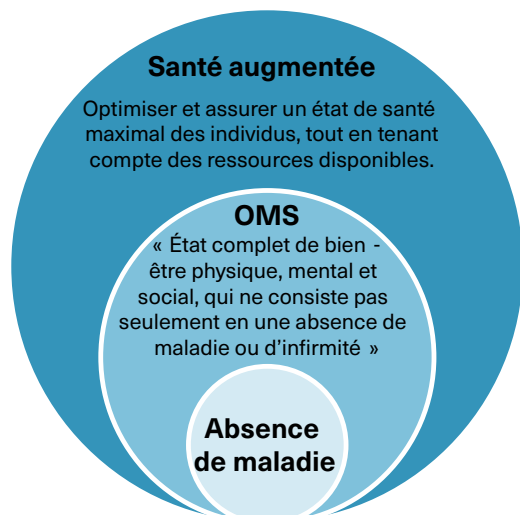 Santé augmentée
Optimiser et assurer un état de santé
maximal des individus, tout en tenant
compte des ressources disponibles.
OMS
« État complet de bien -
être physique, mental et
social, qui ne consiste pas
seulement en une absence de
maladie ou d’infirmité »
Absence
de maladie